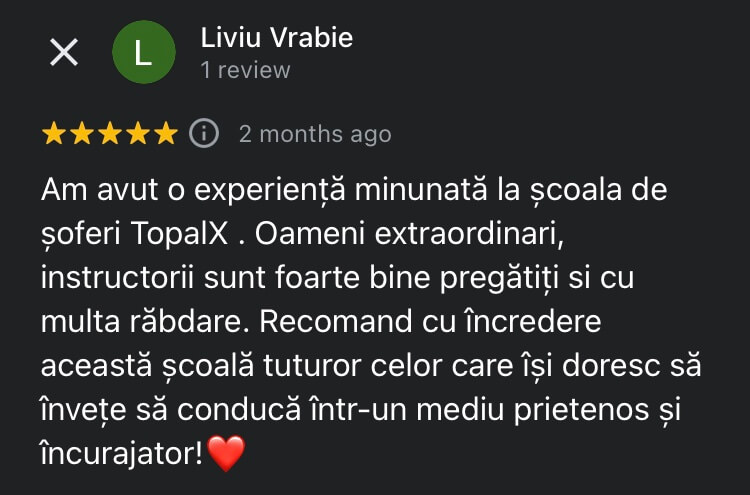 Liviu Vrabie
L
1 review
2 months ago
Am avut o experiență minunată la școala de
șoferi TopalX . Oameni extraordinari,
instructorii sunt foarte bine pregătiți si cu
multa răbdare. Recomand cu încredere
această școală tuturor celor care își doresc să
învețe să conducă într-un mediu prietenos și
încurajator!❤️